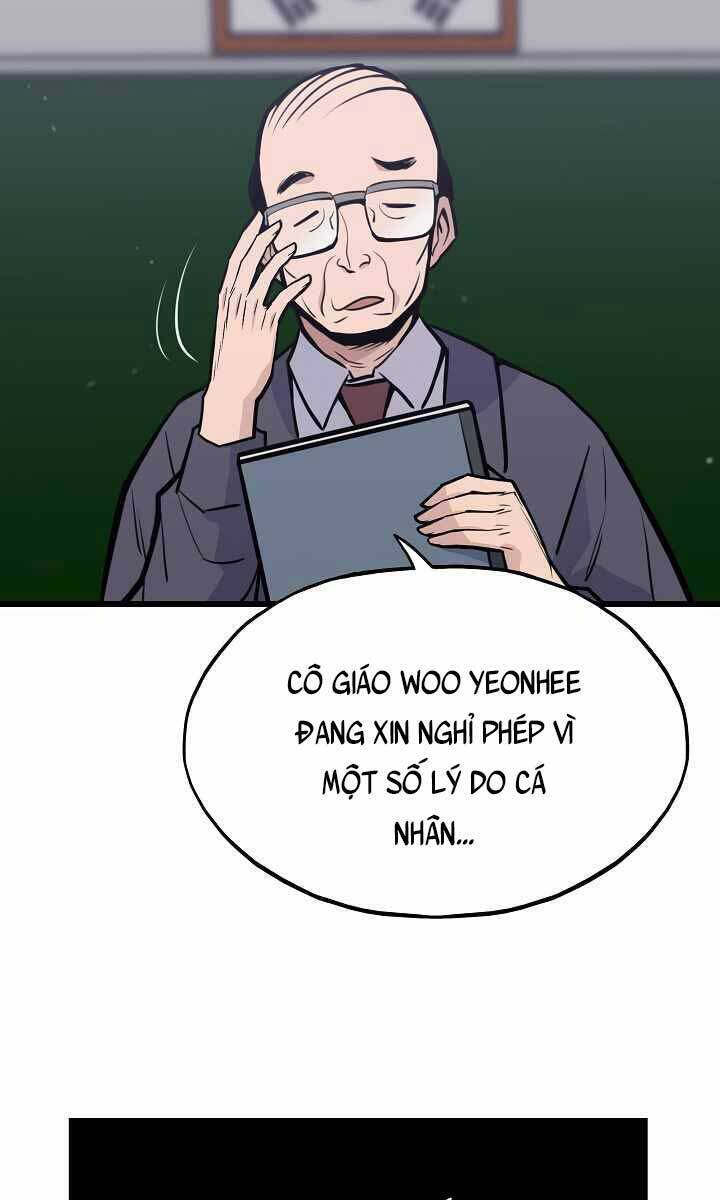 CÔ GIÁO WOO YEONHEE
ĐANG XIN NGHỈ PHÉP VÌ
MỘT SỐ LÝ DO CÁ
NHÂN...